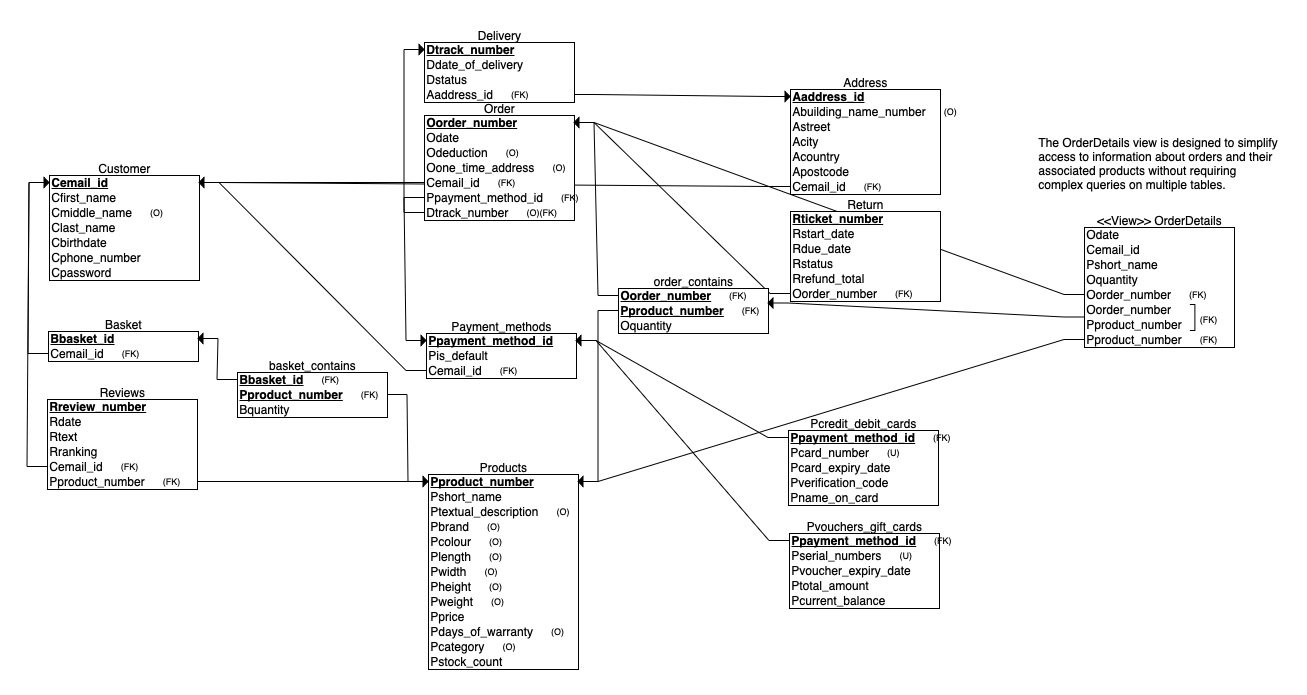 Delivery
Dtrack_number
Ddate_of_delivery
Dstatus
Aaddress_id (FK)
Order
Oorder_number
Odate
Odeduction (O)
Oone_time_address (O)
Cemail_id (FK)
Ppayment_method_id (FK)
Dtrack_number (O)(FK)
Address
Aaddress_id
Abuilding_name_number (O)
Astreet
Acity
Acountry
Apostcode
Cemail_id (FK)
The OrderDetails view is designed to simplify
access to information about orders and their
associated products without requiring
complex queries on multiple tables.
Customer
Cemail_id
Cfirst_name
Cmiddle_name (O)
Clast_name
Cbirthdate
Cphone_number
Cpassword
Return
Rticket_number
Rstart_date
Rdue_date
Rstatus
Rrefund_total
Oorder_number (FK)
<<View>> OrderDetails
Odate
Cemail_id
Pshort_name
Oquantity
Oorder_number (FK)
Oorder_number
Pproduct_number (FK)
Pproduct_number (FK)
order_contains
Oorder_number (FK)
Pproduct_number (FK)
Oquantity
Basket
Bbasket_id
Cemail_id (FK)
Payment_methods
Ppayment_method_id
Pis_default
Cemail_id (FK)
basket_contains
Bbasket_id (FK)
Pproduct_number (FK)
Bquantity
Reviews
Rreview_number
Rdate
Rtext
Rranking
Cemail_id (FK)
Pproduct_number (FK)
Pcredit_debit_cards
Ppayment_method_id (FK)
Pcard_number (U)
Pcard_expiry_date
Pverification_code
Pname_on_card
Products
Pproduct_number
Pshort_name
Ptextual_description (O)
Pbrand (O)
Pcolour (O)
Plength (O)
Pwidth (O)
Pheight (O)
Pweight (O)
Pprice
Pdays_of_warranty (O)
Pcategory (O)
Pstock_count
Pvouchers_gift_cards
Ppayment_method_id (FK)
Pserial_numbers (U)
Pvoucher_expiry_date
Ptotal_amount
Pcurrent_balance